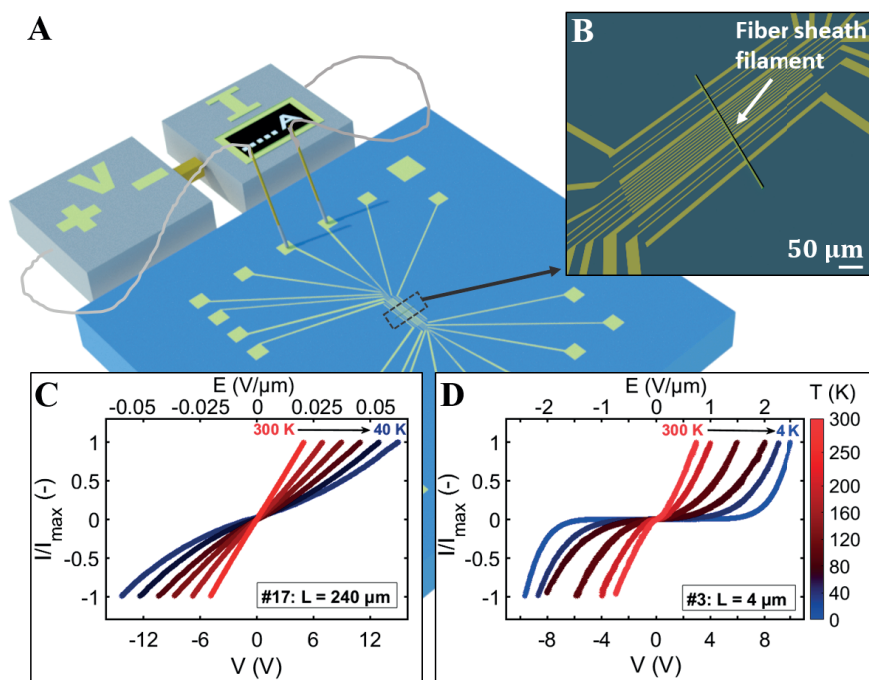 A
I
.....A
+ V -
B
Fiber sheath
filament
50 μm
C
E (V/μm)
-0.05 -0.025 0 0.025 0.05
300 K 40 K
I/I_max (-)
1
0.5
0
-0.5
-1
#17: L = 240 μm
-12 -6 0 6 12
V (V)
D
E (V/μm)
-2 -1 0 1 2
300 K 4 K
I/I_max (-)
1
0.5
0
-0.5
-1
#3: L = 4 μm
-8 -4 0 4 8
V (V)
T (K)
300
240
200
160
120
80
40
0